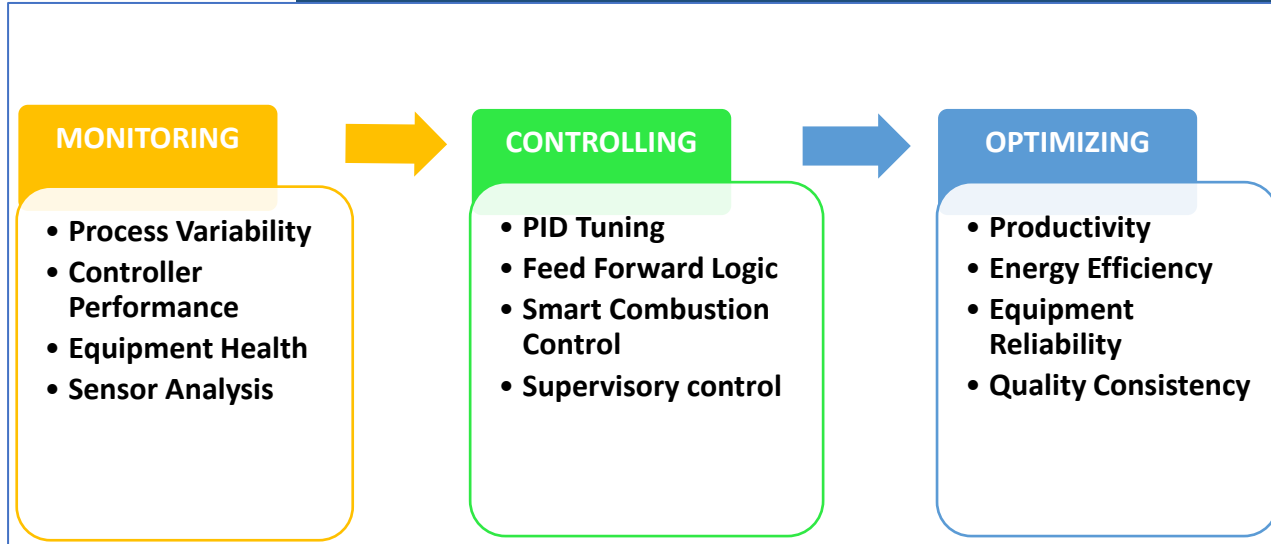 MONITORING
• Process Variability
• Controller
Performance
• Equipment Health
• Sensor Analysis
CONTROLLING
• PID Tuning
• Feed Forward Logic
• Smart Combustion
Control
• Supervisory control
OPTIMIZING
• Productivity
• Energy Efficiency
• Equipment
Reliability
• Quality Consistency